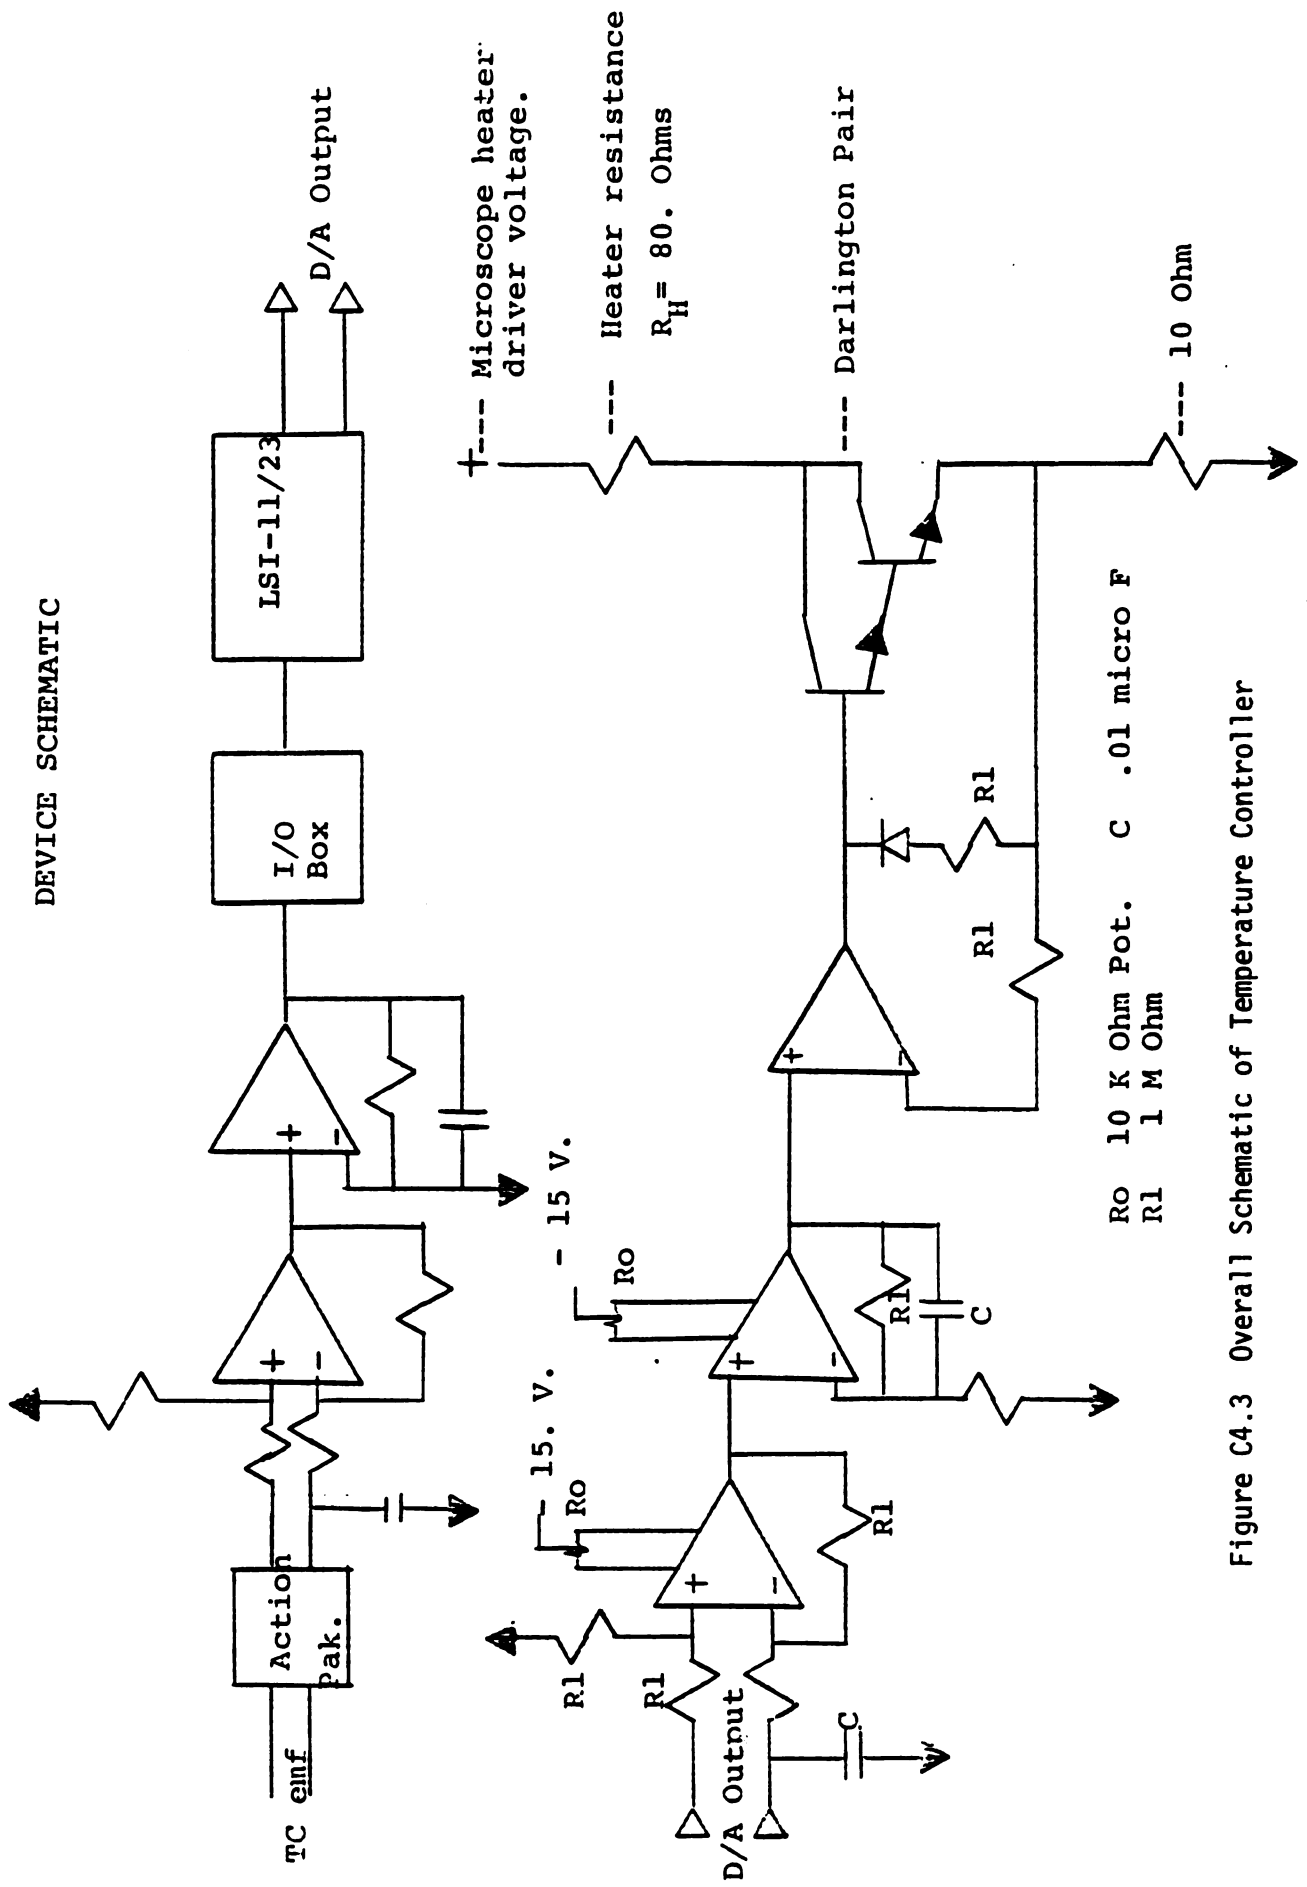 DEVICE SCHEMATIC
TC emf
Action
Pak.
+
-
+
-
I/O
Box
LSI-11/23
D/A Output
D/A Output
C
R1
R1
+
-
R1
- 15. V.
Ro
+
-
R1
C
- 15 V.
Ro
+
-
R1
R1
+--- Microscope heater
driver voltage.
--- Heater resistance
RH= 80. Ohms
--- Darlington Pair
--- 10 Ohm
Ro 10 K Ohm Pot. C .01 micro F
R1 1 M Ohm
Figure C4.3 Overall Schematic of Temperature Controller